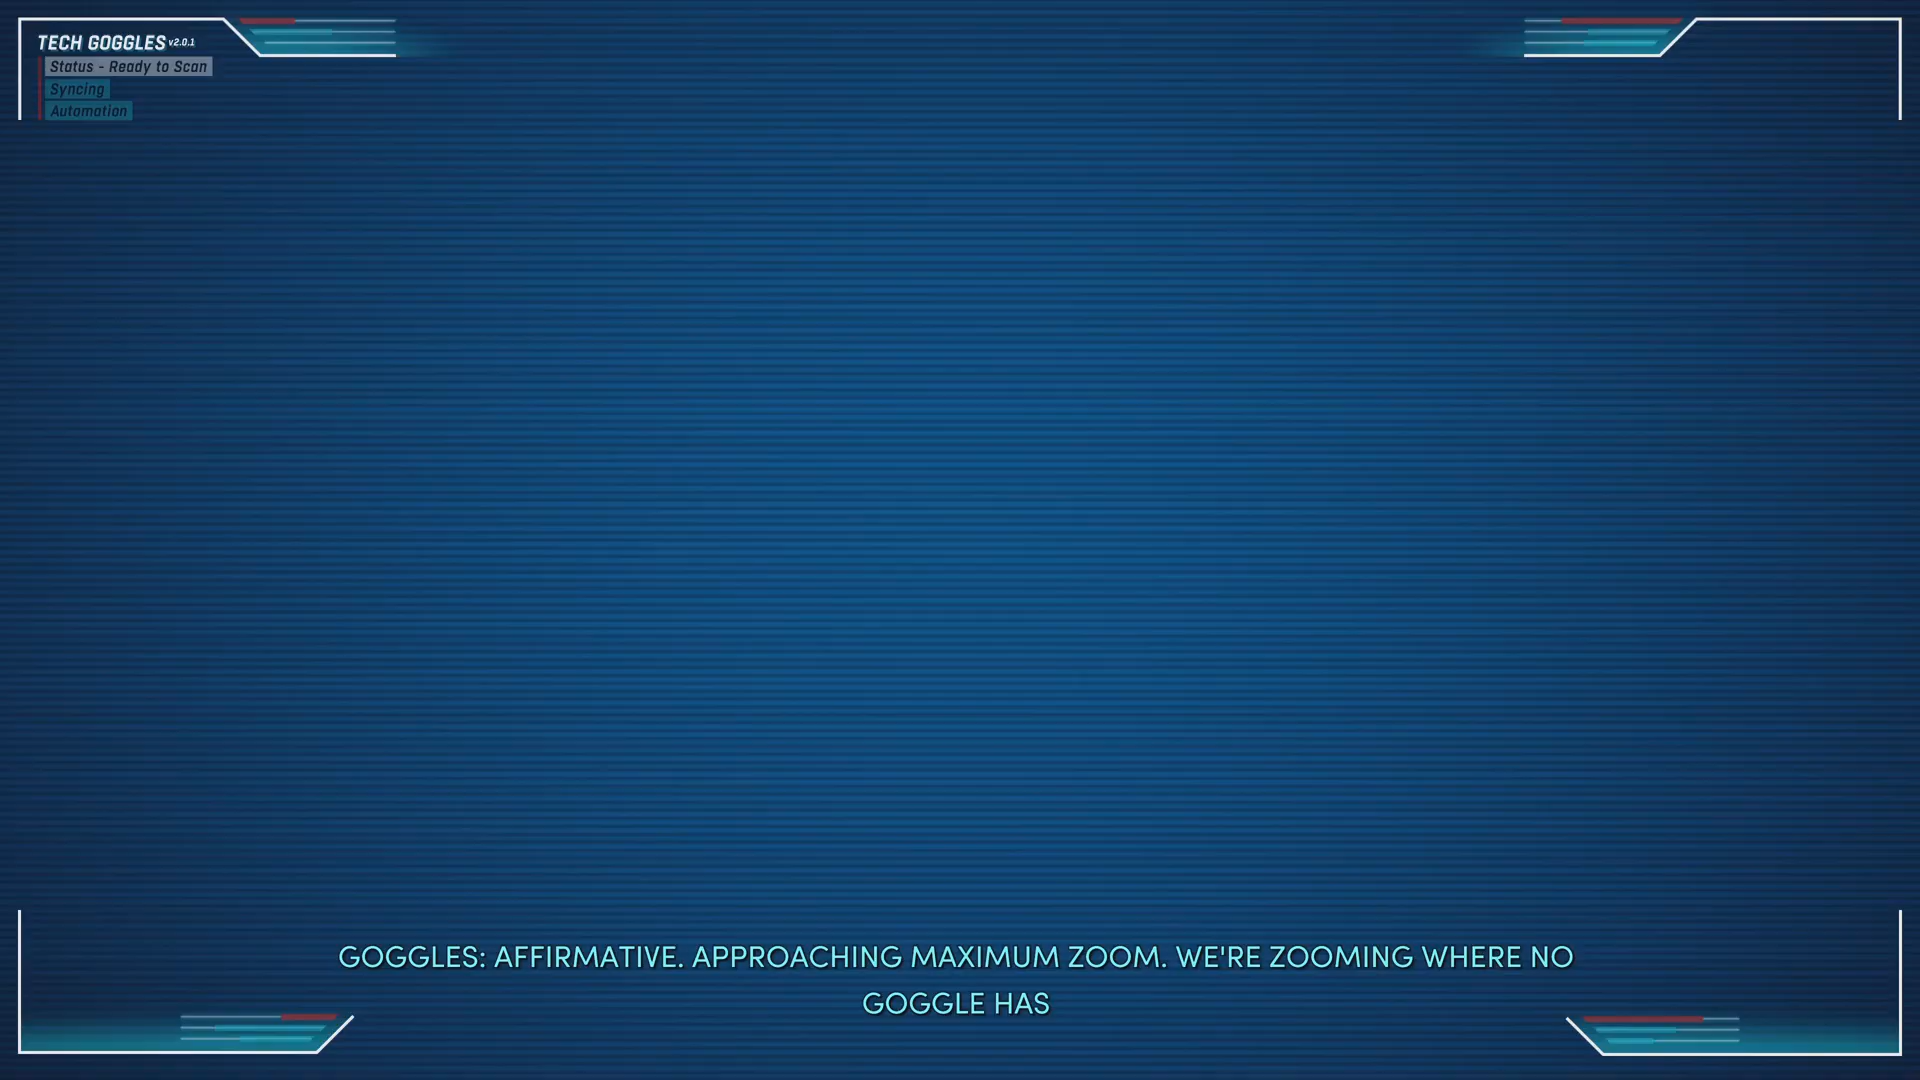 TECH GOGGLES v2.0.1
Status - Ready to Scan
Syncing
Automation
GOGGLES: AFFIRMATIVE. APPROACHING MAXIMUM ZOOM. WE'RE ZOOMING WHERE NO
GOGGLE HAS